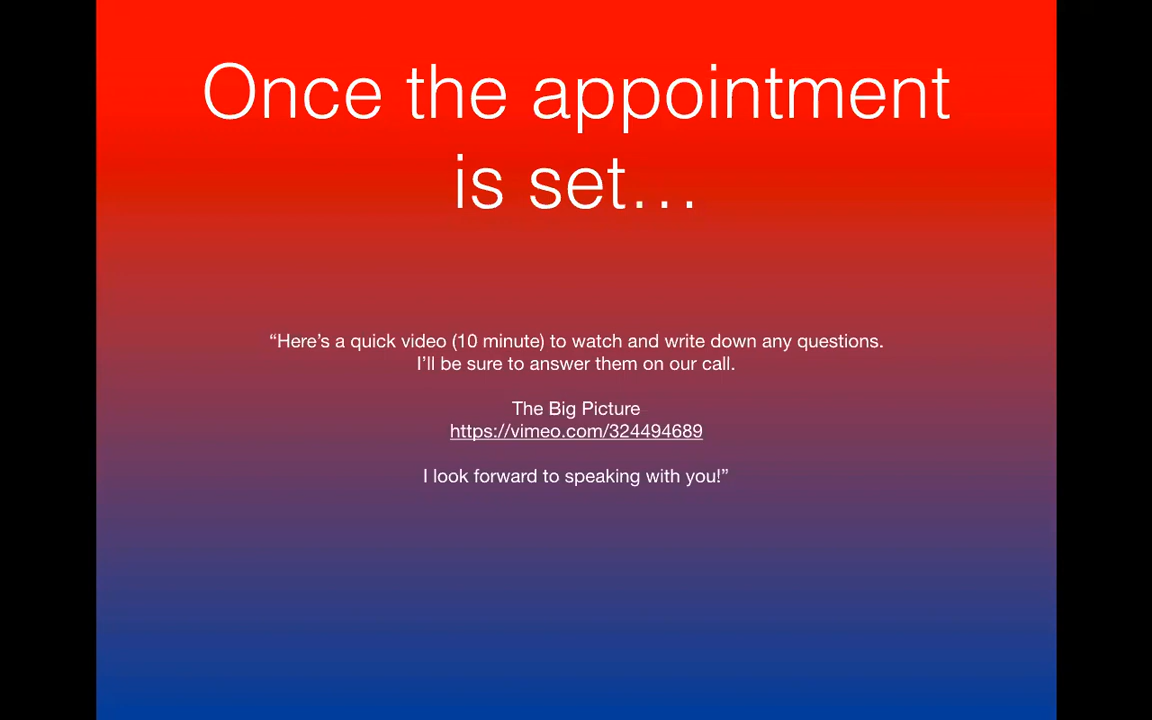 Once the appointment
is set…
“Here’s a quick video (10 minute) to watch and write down any questions.
I’ll be sure to answer them on our call.
The Big Picture
https://vimeo.com/324494689
I look forward to speaking with you!”